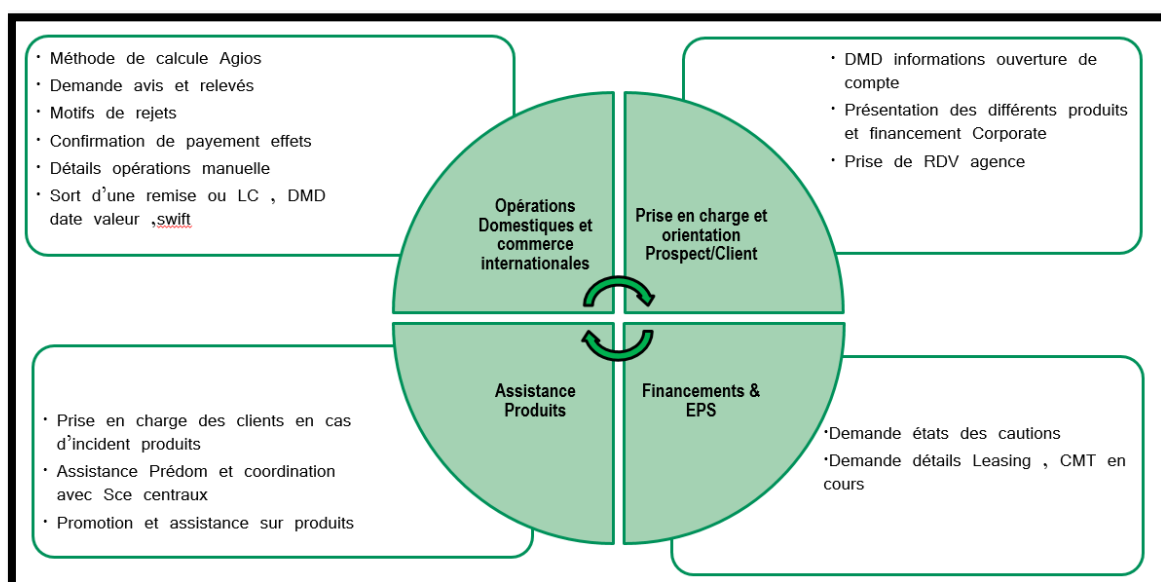 · Méthode de calcule Agios
· Demande avis et relevés
· Motifs de rejets
· Confirmation de payement effets
· Détails opérations manuelle
· Sort d'une remise ou LC , DMD
date valeur ,swift
· DMD informations ouverture de
compte
· Présentation des différents produits
et financement Corporate
· Prise de RDV agence
Opérations
Domestiques et
commerce
internationales
Prise en charge et
orientation
Prospect/Client
Assistance
Produits
Financements &
EPS
· Prise en charge des clients en cas
d'incident produits
· Assistance Prédom et coordination
avec Sce centraux
· Promotion et assistance sur produits
·Demande états des cautions
·Demande détails Leasing , CMT en
cours